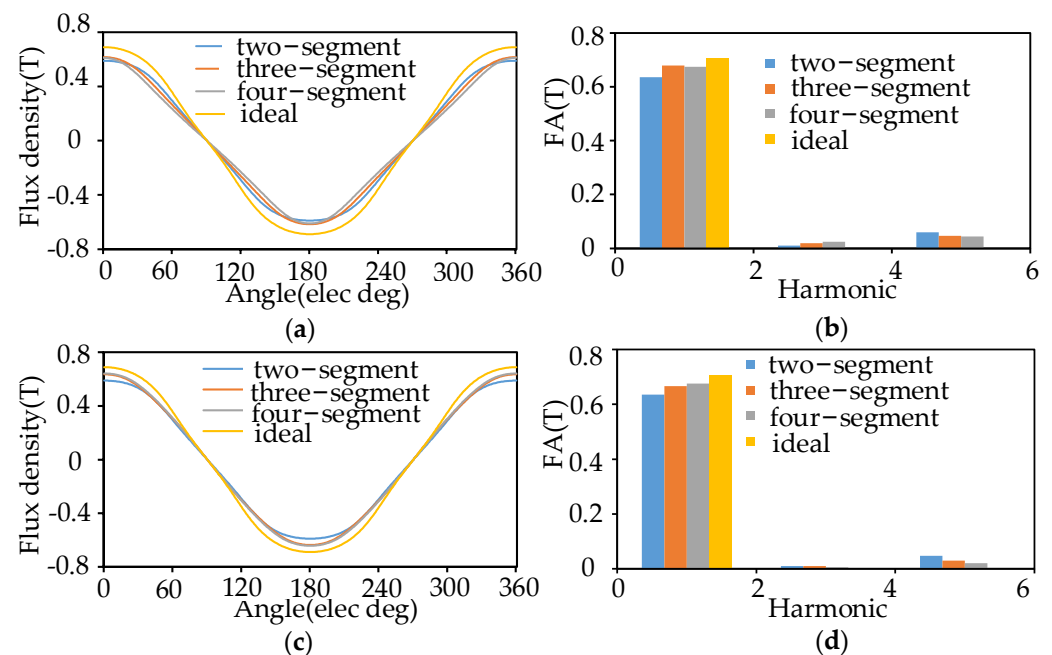 Flux density(T)
0.8
0.4
0
-0.4
-0.8
two−segment
three−segment
four−segment
ideal
0 60 120 180 240 300 360
Angle(elec deg)
(a)
FA(T)
0.8
0.6
0.4
0.2
0
two−segment
three−segment
four−segment
ideal
0 2 4 6
Harmonic
(b)
Flux density(T)
0.8
0.4
0
-0.4
-0.8
two−segment
three−segment
four−segment
ideal
0 60 120 180 240 300 360
Angle(elec deg)
(c)
FA(T)
0.8
0.6
0.4
0.2
0
two−segment
three−segment
four−segment
ideal
0 2 4 6
Harmonic
(d)